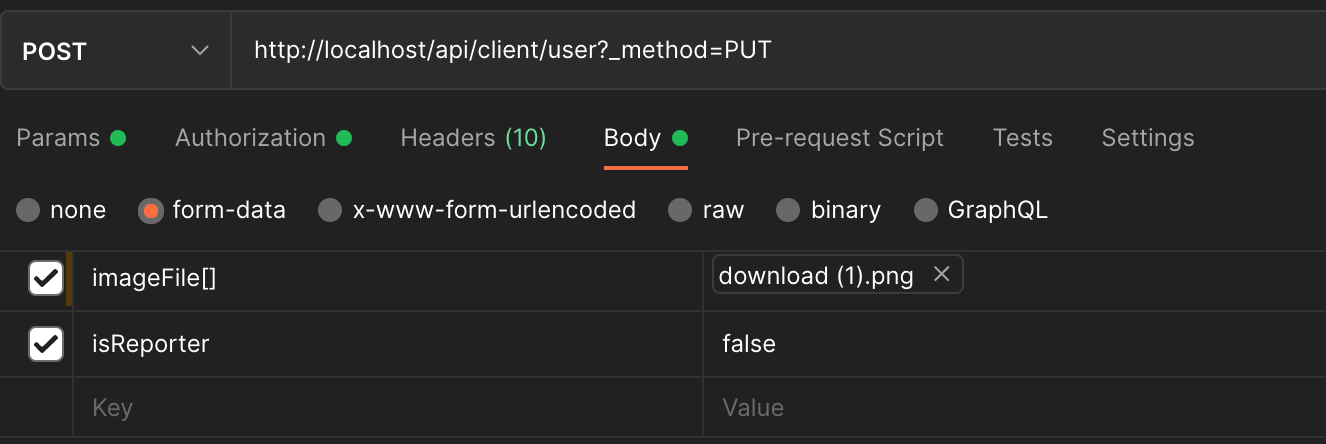 POST http://localhost/api/client/user?_method=PUT
Params Authorization Headers (10) Body Pre-request Script Tests Settings
none form-data x-www-form-urlencoded raw binary GraphQL
imageFile[] download (1).png
isReporter false
Key Value